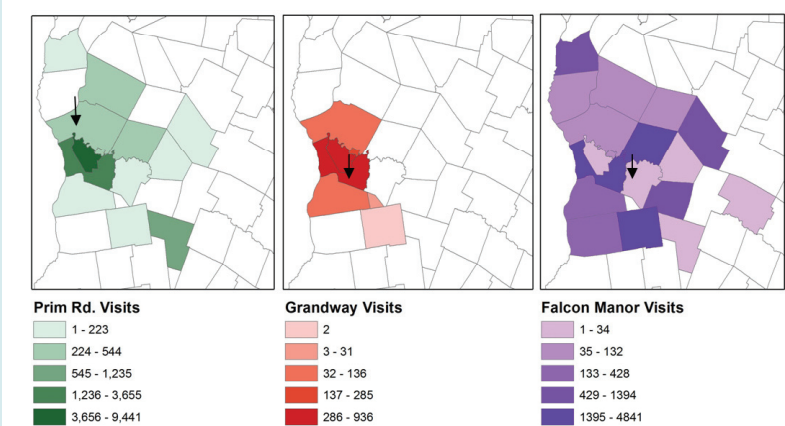 Prim Rd. Visits
1 - 223
224 - 544
545 - 1,235
1,236 - 3,655
3,656 - 9,441
Grandway Visits
2
3 - 31
32 - 136
137 - 285
286 - 936
Falcon Manor Visits
1 - 34
35 - 132
133 - 428
429 - 1394
1395 - 4841